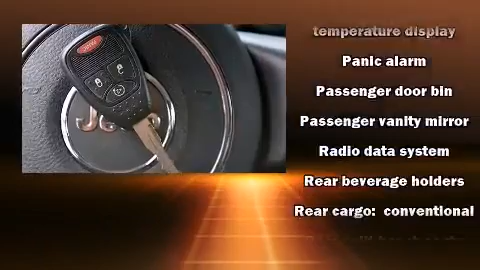 temperature display
Panic alarm
Passenger door bin
Passenger vanity mirror
Radio data system
Rear beverage holders
Rear cargo: conventional